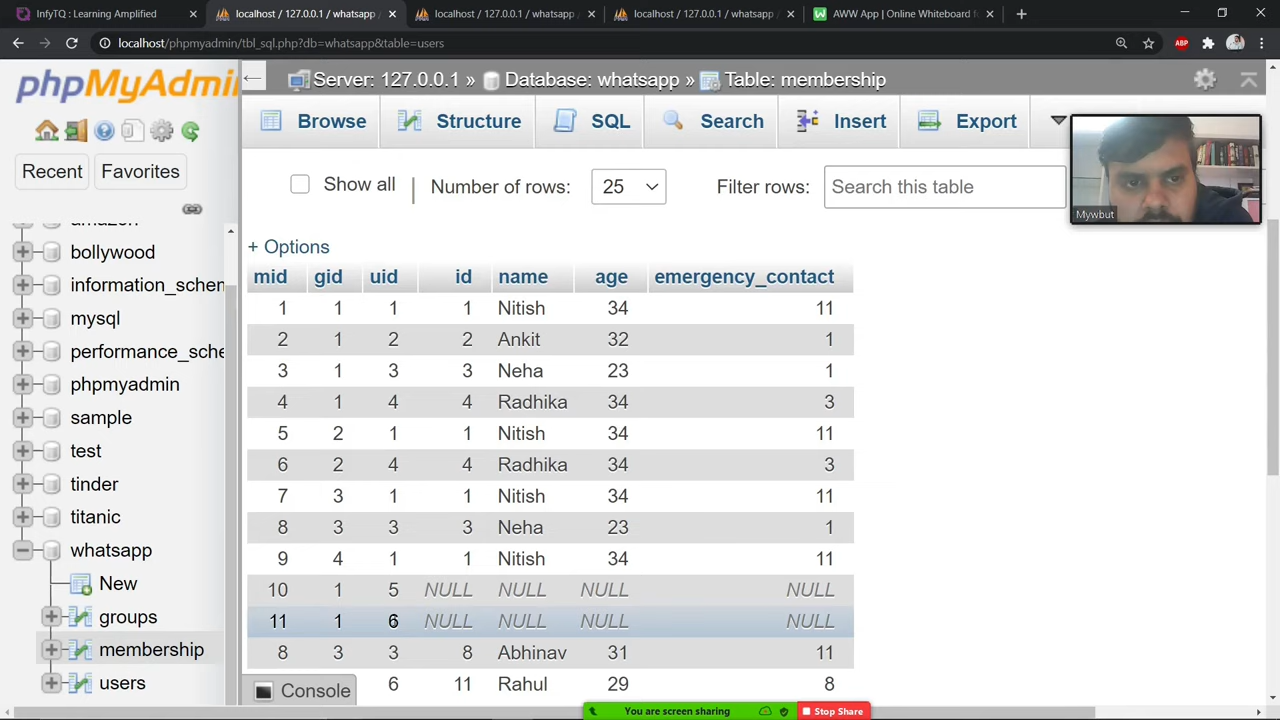 InfyTQ : Learning Amplified
localhost / 127.0.0.1 / whatsapp
localhost / 127.0.0.1 / whatsapp
localhost / 127.0.0.1 / whatsapp
AWW App | Online Whiteboard f
localhost/phpmyadmin/tbl_sql.php?db=whatsapp&table=users
ABP
phpMyAdmin
Server: 127.0.0.1 » Database: whatsapp » Table: membership
Browse Structure SQL Search Insert Export
Recent Favorites
Show all Number of rows: 25 Filter rows: Search this table
Mywbut
amazon
bollywood
information_schem
mysql
performance_sche
phpmyadmin
sample
test
tinder
titanic
whatsapp
New
groups
membership
users
+ Options
mid gid uid id name age emergency_contact
1 1 1 1 Nitish 34 11
2 1 2 2 Ankit 32 1
3 1 3 3 Neha 23 1
4 1 4 4 Radhika 34 3
5 2 1 1 Nitish 34 11
6 2 4 4 Radhika 34 3
7 3 1 1 Nitish 34 11
8 3 3 3 Neha 23 1
9 4 1 1 Nitish 34 11
10 1 5 NULL NULL NULL NULL
11 1 6 NULL NULL NULL NULL
8 3 3 8 Abhinav 31 11
6 11 Rahul 29 8
Console
You are screen sharing Stop Share